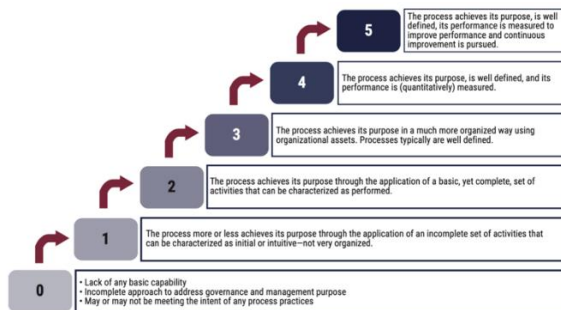 5
The process achieves its purpose, is well
defined, its performance is measured to
improve performance and continuous
improvement is pursued.
4
The process achieves its purpose, is well defined, and its
performance is (quantitatively) measured.
3
The process achieves its purpose in a much more organized way using
organizational assets. Processes typically are well defined.
2
The process achieves its purpose through the application of a basic, yet complete, set of
activities that can be characterized as performed.
1
The process more or less achieves its purpose through the application of an incomplete set of activities that
can be characterized as initial or intuitive—not very organized.
0
• Lack of any basic capability
• Incomplete approach to address governance and management purpose
• May or may not be meeting the intent of any process practices